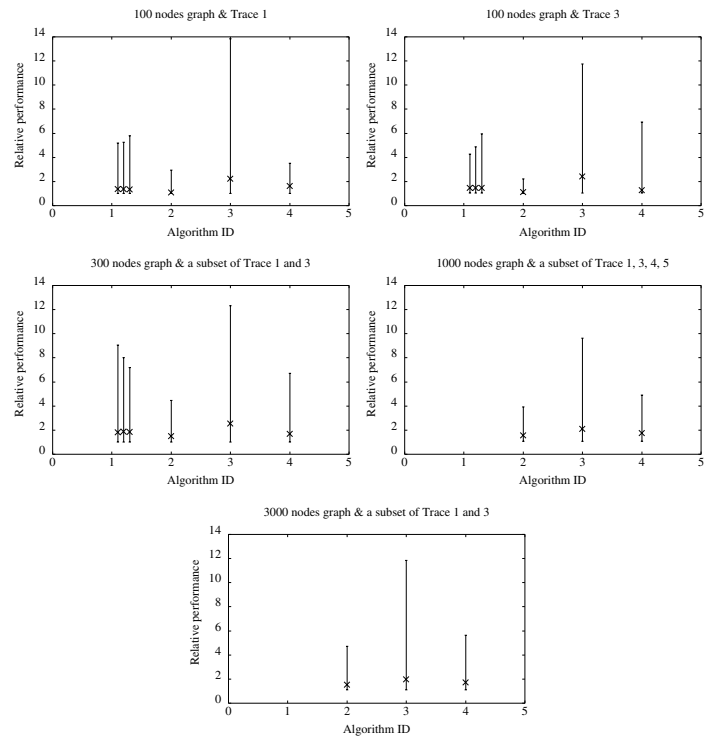 100 nodes graph & Trace 1
14
12
10
8
6
4
2
0
Relative performance
0 1 2 3 4 5
Algorithm ID
100 nodes graph & Trace 3
14
12
10
8
6
4
2
0
Relative performance
0 1 2 3 4 5
Algorithm ID
300 nodes graph & a subset of Trace 1 and 3
14
12
10
8
6
4
2
0
Relative performance
0 1 2 3 4 5
Algorithm ID
1000 nodes graph & a subset of Trace 1, 3, 4, 5
14
12
10
8
6
4
2
0
Relative performance
0 1 2 3 4 5
Algorithm ID
3000 nodes graph & a subset of Trace 1 and 3
14
12
10
8
6
4
2
0
Relative performance
0 1 2 3 4 5
Algorithm ID